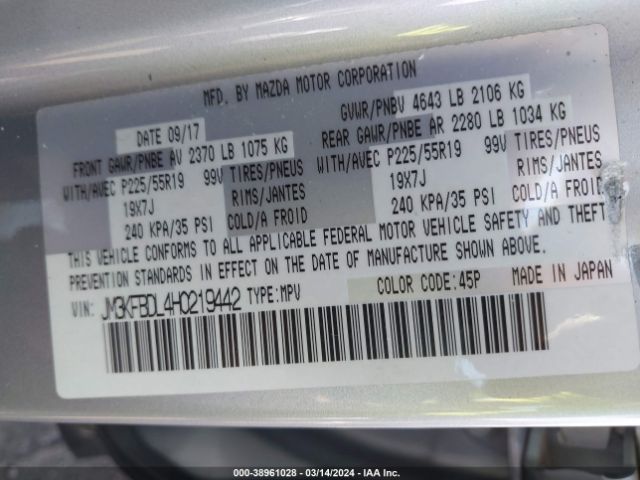 MFD. BY MAZDA MOTOR CORPORATION
DATE 09/17 GVWR/PNBV 4643 LB 2106 KG
FRONT GAWR/PNBE AV 2370 LB 1075 KG REAR GAWR/PNBE AR 2280 LB 1034 KG
WITH/AVEC P225/55R19 99V TIRES/PNEUS WITH/AVEC P225/55R19 99V TIRES/PNEUS
19X7J RIMS/JANTES 19X7J RIMS/JANTES
240 KPA/35 PSI COLD/A FROID 240 KPA/35 PSI COLD/A FROID
THIS VEHICLE CONFORMS TO ALL APPLICABLE FEDERAL MOTOR VEHICLE SAFETY AND THEFT
PREVENTION STANDARDS IN EFFECT ON THE DATE OF MANUFACTURE SHOWN ABOVE.
VIN: JM3KFBDL4H0219442 TYPE:MPV COLOR CODE:45P MADE IN JAPAN
000-38961028 - 03/14/2024 - IAA Inc.